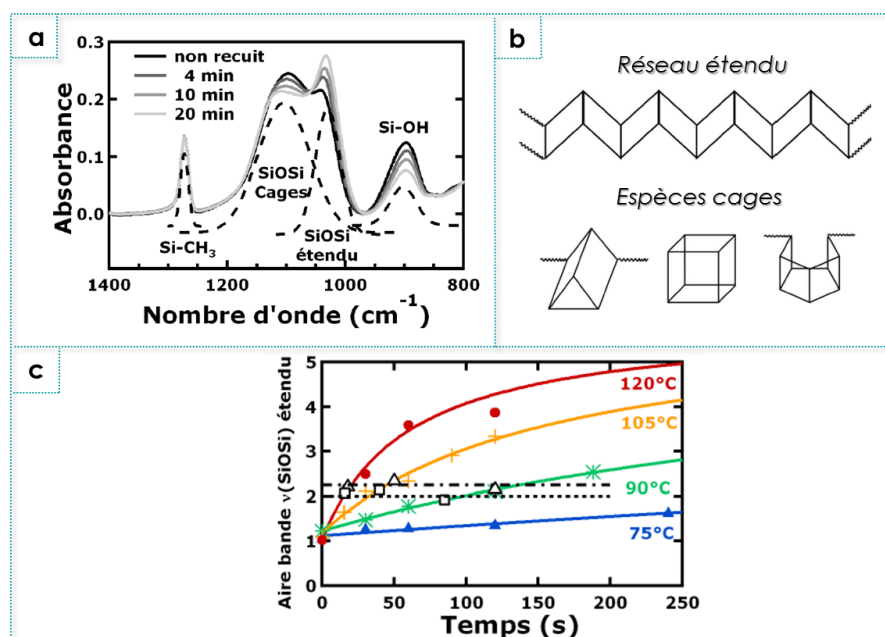 a
0.3
0.2
0.1
0.0
Absorbance
non recuit
4 min
10 min
20 min
Si-CH3
SiOSi
Cages
SiOSi
étendu
Si-OH
1400
1200
1000
800
Nombre d'onde (cm-1)
b
Réseau étendu
Espèces cages
c
5
4
3
2
1
0
Aire bande ν(SiOSi) étendu
120°C
105°C
90°C
75°C
0
50
100
150
200
250
Temps (s)